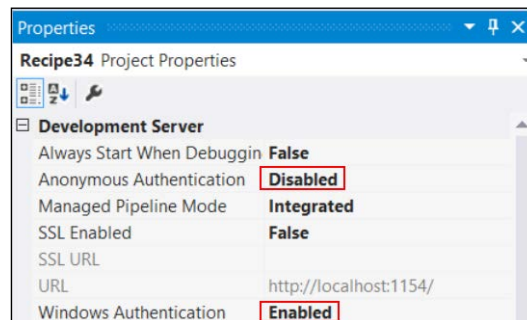 Properties
Recipe34 Project Properties
Development Server
Always Start When Debuggin False
Anonymous Authentication Disabled
Managed Pipeline Mode Integrated
SSL Enabled False
SSL URL
URL http://localhost:1154/
Windows Authentication Enabled